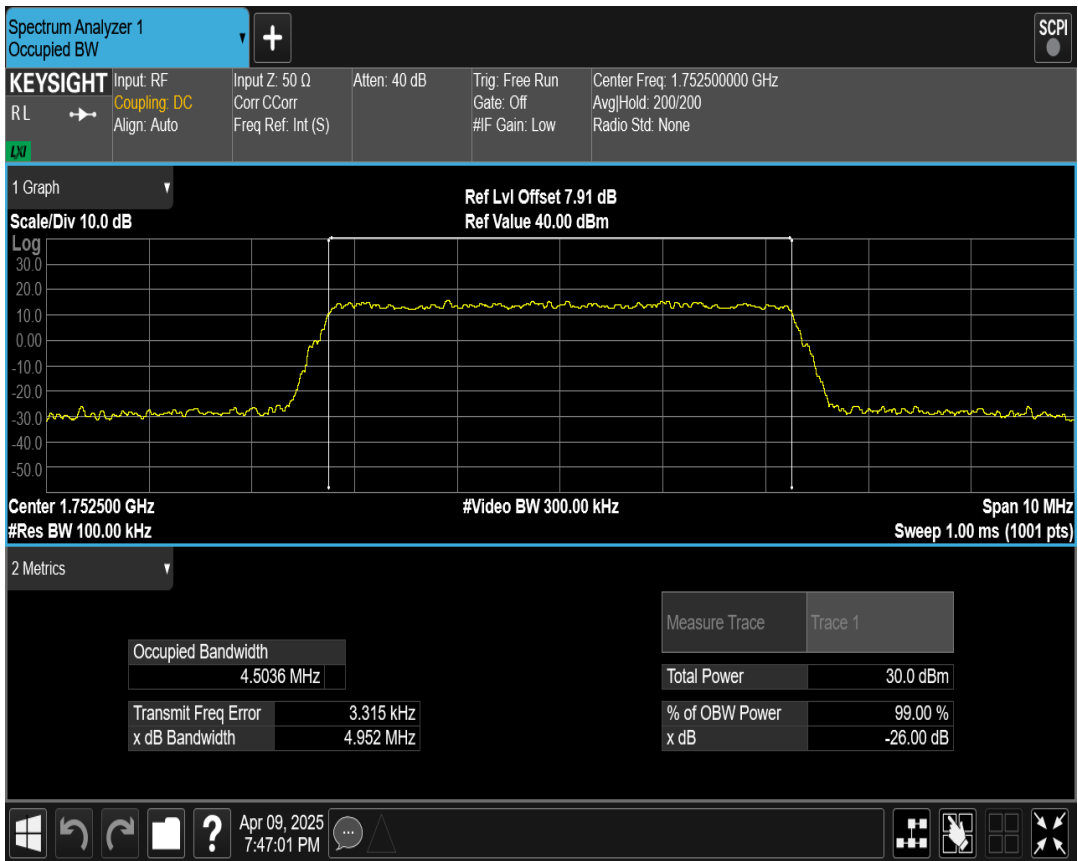 Spectrum Analyzer 1
Occupied BW
+
SCPI
KEYSIGHT
RL
LXI
Input: RF
Coupling: DC
Align: Auto
Input Z: 50 Ω
Corr CCorr
Freq Ref: Int (S)
Atten: 40 dB
Trig: Free Run
Gate: Off
#IF Gain: Low
Center Freq: 1.752500000 GHz
Avg|Hold: 200/200
Radio Std: None
1 Graph
Scale/Div 10.0 dB
Ref Lvl Offset 7.91 dB
Ref Value 40.00 dBm
Log
30.0
20.0
10.0
0.00
-10.0
-20.0
-30.0
-40.0
-50.0
Center 1.752500 GHz
#Res BW 100.00 kHz
#Video BW 300.00 kHz
Span 10 MHz
Sweep 1.00 ms (1001 pts)
2 Metrics
Occupied Bandwidth
4.5036 MHz
Transmit Freq Error 3.315 kHz
x dB Bandwidth 4.952 MHz
Measure Trace Trace 1
Total Power 30.0 dBm
% of OBW Power 99.00 %
x dB -26.00 dB
?
Apr 09, 2025
7:47:01 PM